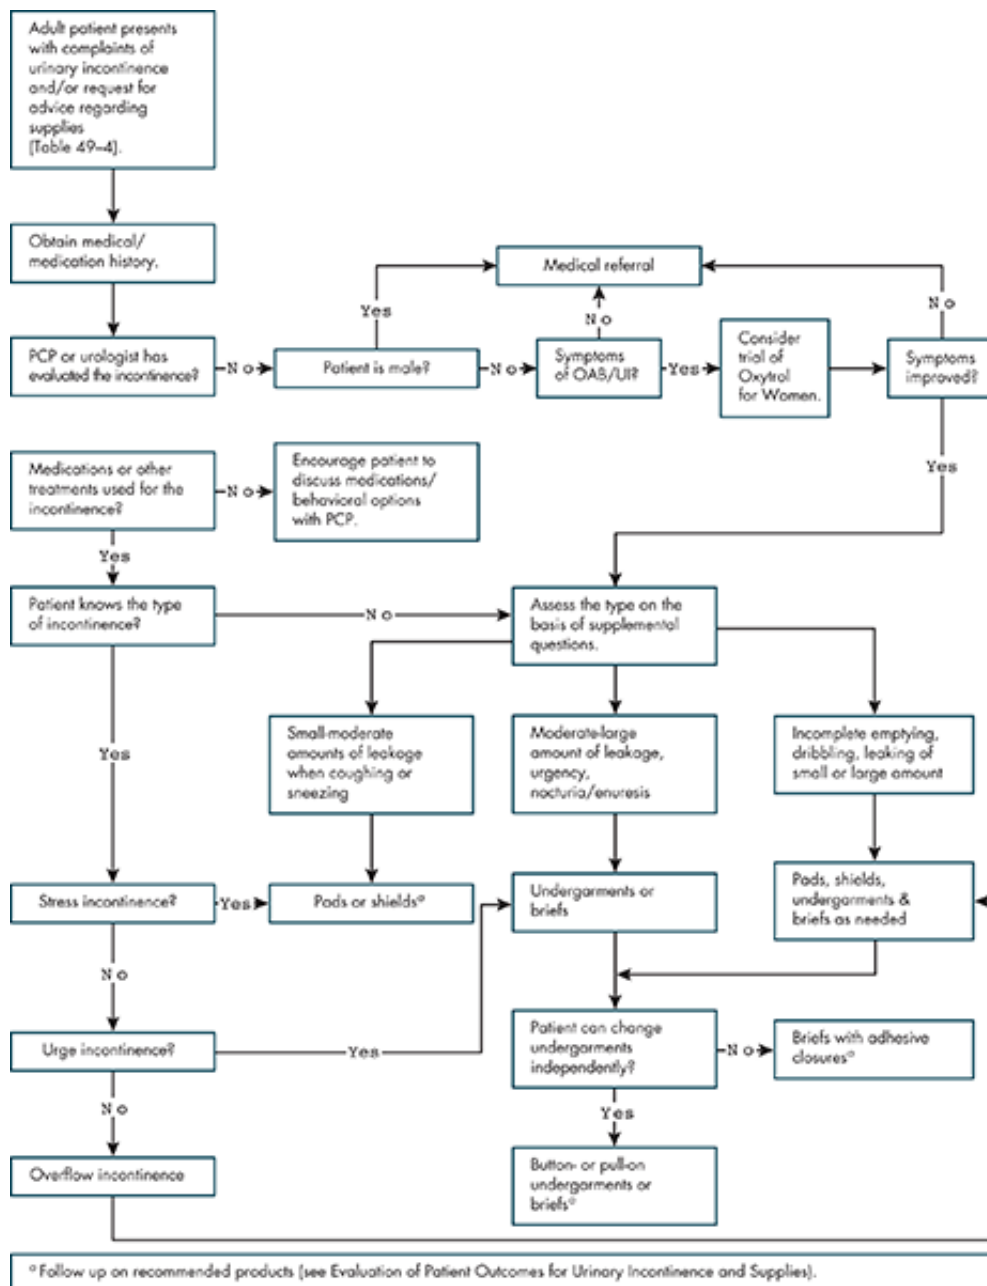 Adult patient presents
with complaints of
urinary incontinence
and/or request for
advice regarding
supplies
(Table 49–4).
Obtain medical/
medication history.
Medical referral
Yes
No
No
PCP or urologist has
evaluated the incontinence?
No
Patient is male?
No
Symptoms
of OAB/UI?
Yes
Consider
trial of
Oxytrol
for Women.
Symptoms
improved?
Yes
Medications or other
treatments used for the
incontinence?
No
Encourage patient to
discuss medications/
behavioral options
with PCP.
Yes
Patient knows the type
of incontinence?
No
Assess the type on the
basis of supplemental
questions.
Yes
Small-moderate
amounts of leakage
when coughing or
sneezing
Moderate-large
amount of leakage,
urgency,
nocturia/enuresis
Incomplete emptying,
dribbling, leaking of
small or large amount
Stress incontinence?
Yes
Pads or shieldsᵃ
Undergarments or
briefs
Pads, shields,
undergarments &
briefs as needed
No
Urge incontinence?
Yes
Patient can change
undergarments
independently?
No
Briefs with adhesive
closuresᵃ
No
Yes
Overflow incontinence
Button- or pull-on
undergarments or
briefsᵃ
ᵃ Follow up on recommended products (see Evaluation of Patient Outcomes for Urinary Incontinence and Supplies).